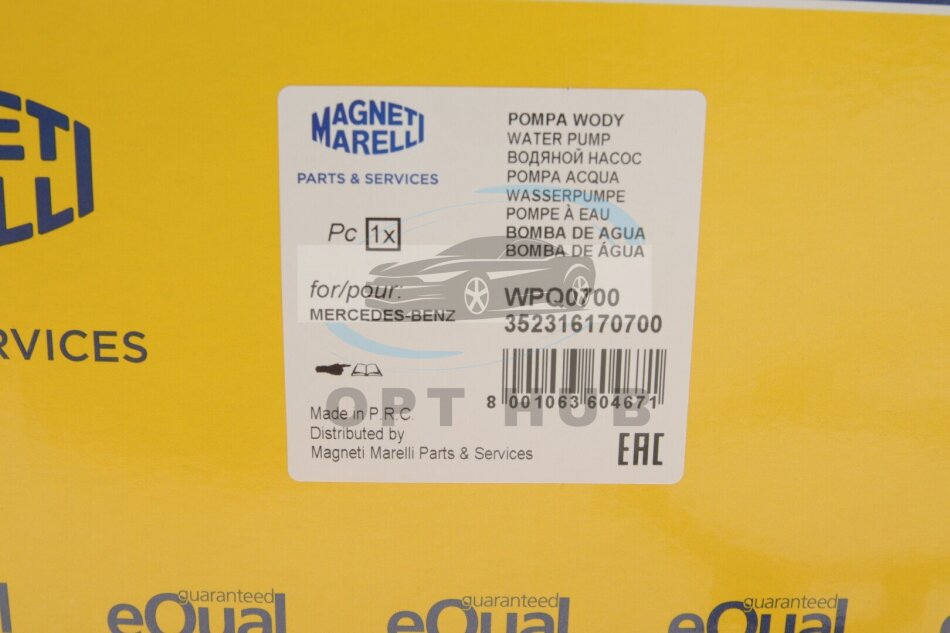 MAGNETI
MARELLI
PARTS & SERVICES
Pc 1x
for/pour:
MERCEDES-BENZ
POMPA WODY
WATER PUMP
ВОДЯНОЙ НАСОС
POMPA ACQUA
WASSERPUMPE
POMPE À EAU
BOMBA DE AGUA
BOMBA DE ÁGUA
WPQ0700
352316170700
8 001063 604671
OPT HUB
Made in P.R.C.
Distributed by
Magneti Marelli Parts & Services
EAC
NETI
ELLI
RVICES
guaranteed
eQual
guaranteed
eQual
guaranteed
eQual